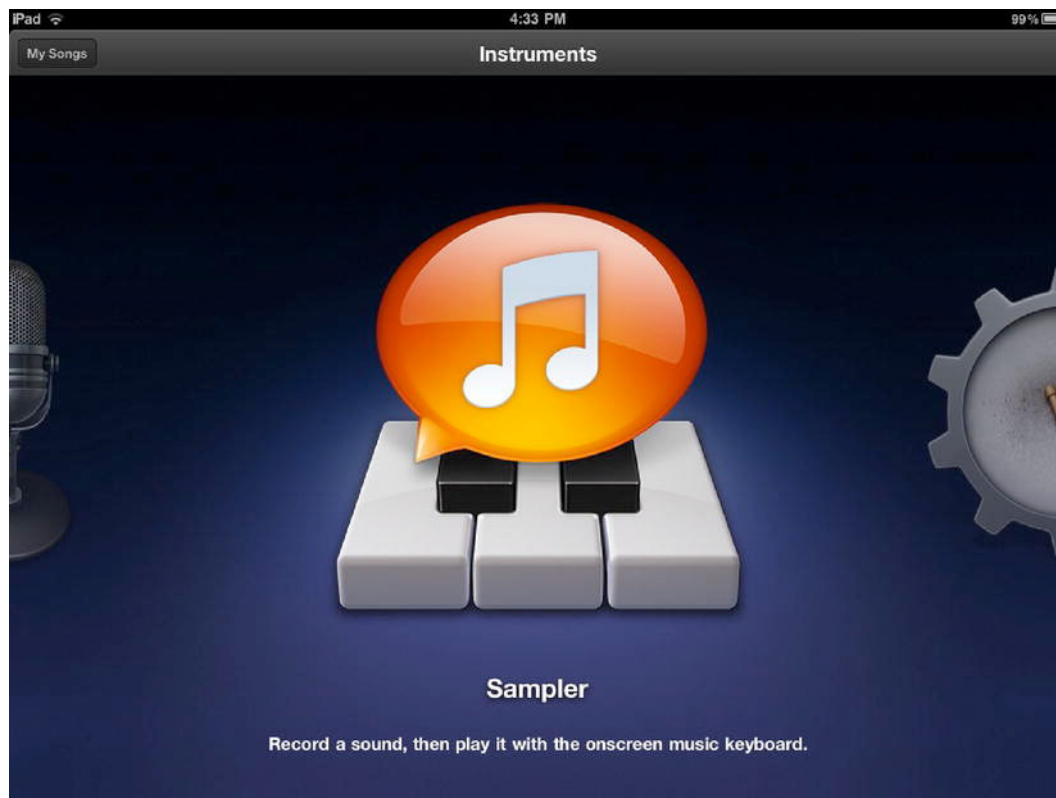 iPad 4:33 PM 99%
My Songs Instruments
Sampler
Record a sound, then play it with the onscreen music keyboard.